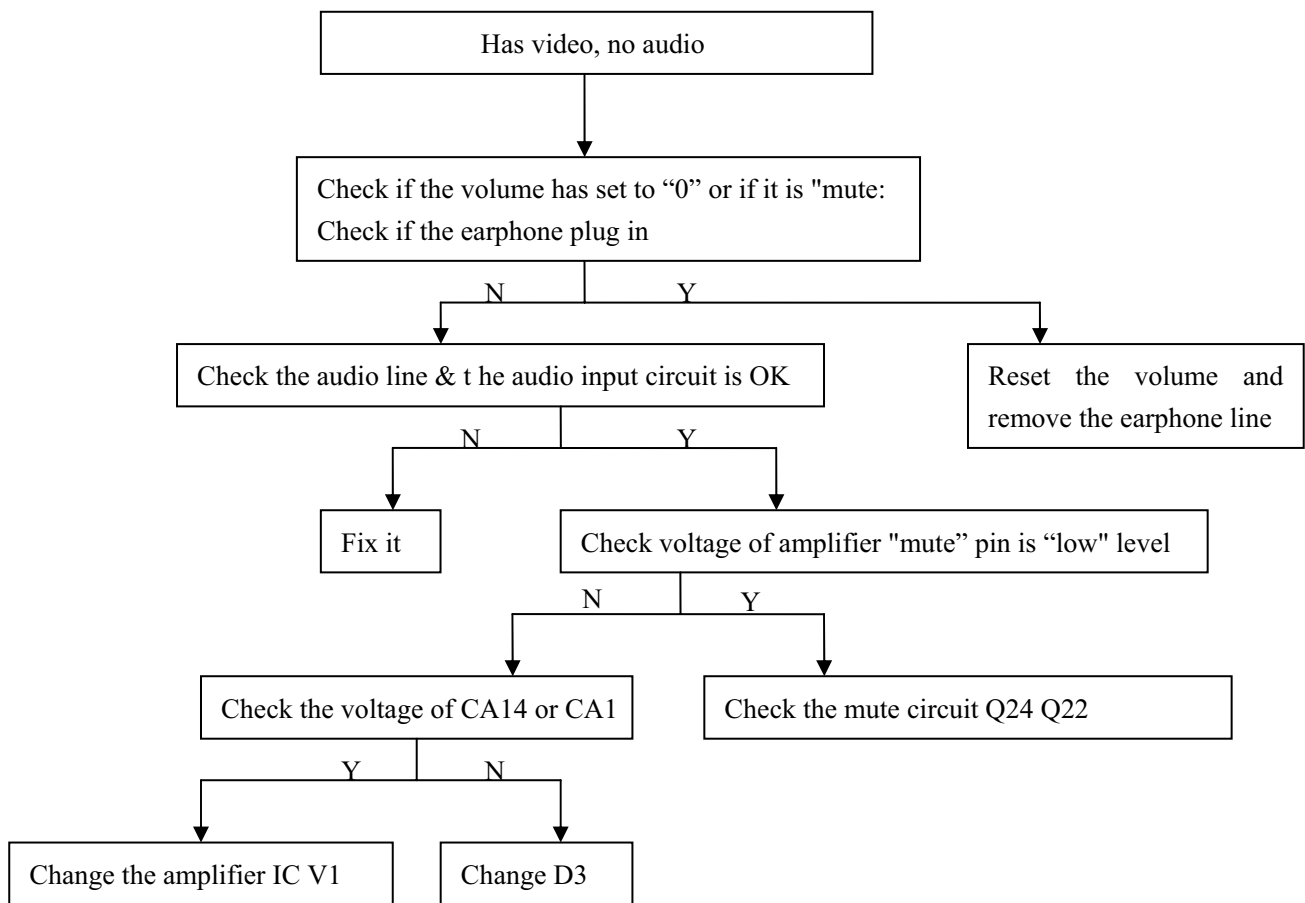 Has video, no audio
Check if the volume has set to “0” or if it is "mute:
Check if the earphone plug in
N
Y
Check the audio line & t he audio input circuit is OK
Reset the volume and
remove the earphone line
N
Y
Fix it
Check voltage of amplifier "mute” pin is “low" level
N
Y
Check the voltage of CA14 or CA1
Check the mute circuit Q24 Q22
Y
N
Change the amplifier IC V1
Change D3